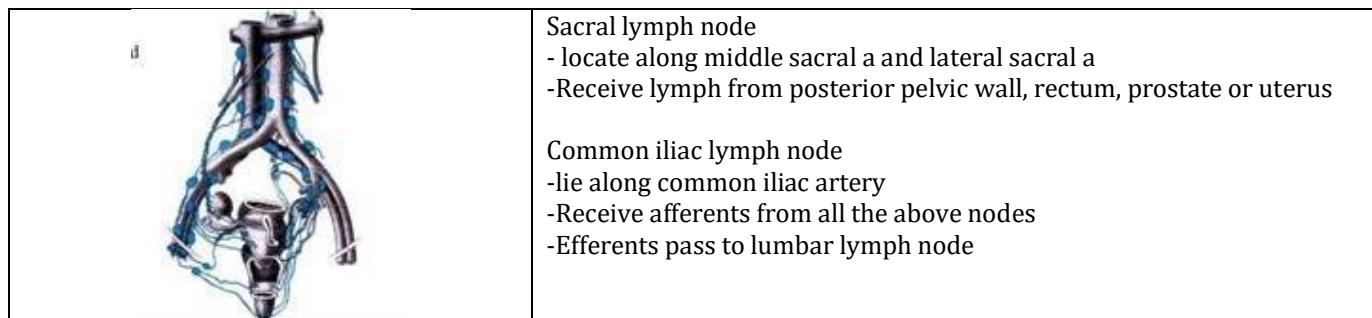 Sacral lymph node
- locate along middle sacral a and lateral sacral a
-Receive lymph from posterior pelvic wall, rectum, prostate or uterus
Common iliac lymph node
-lie along common iliac artery
-Receive afferents from all the above nodes
-Efferents pass to lumbar lymph node